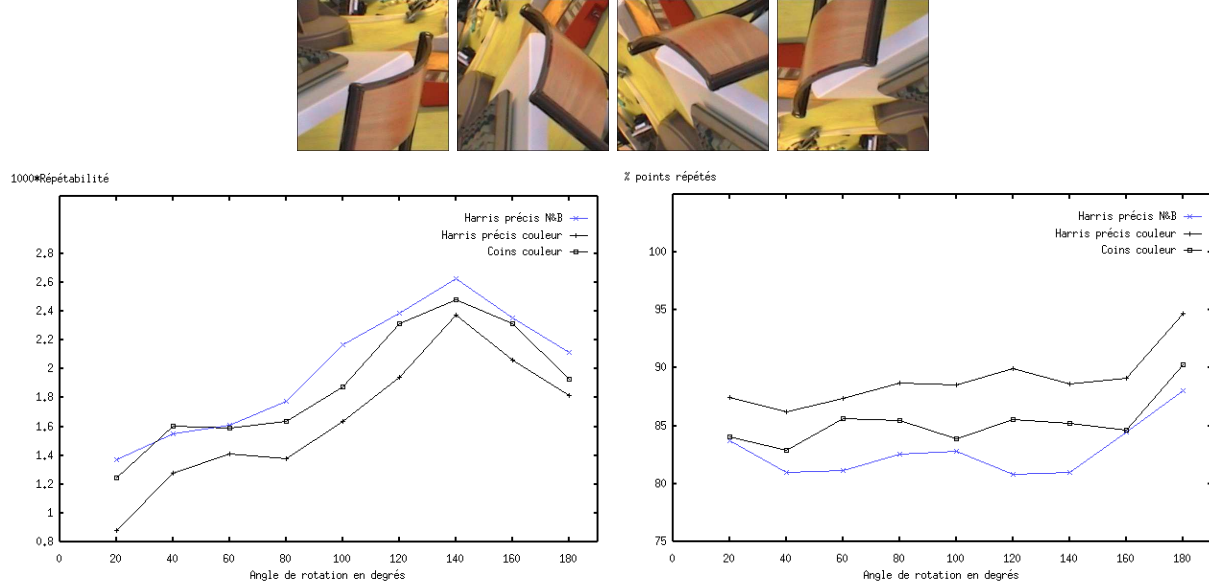 1000*Répétabilité
Harris précis N&B
Harris précis couleur
Coins couleur
2.8
2.6
2.4
2.2
2
1.8
1.6
1.4
1.2
1
0.8
0 20 40 60 80 100 120 140 160 180
Angle de rotation en degrés
% points répétés
Harris précis N&B
Harris précis couleur
Coins couleur
100
95
90
85
80
75
0 20 40 60 80 100 120 140 160 180
Angle de rotation en degrés